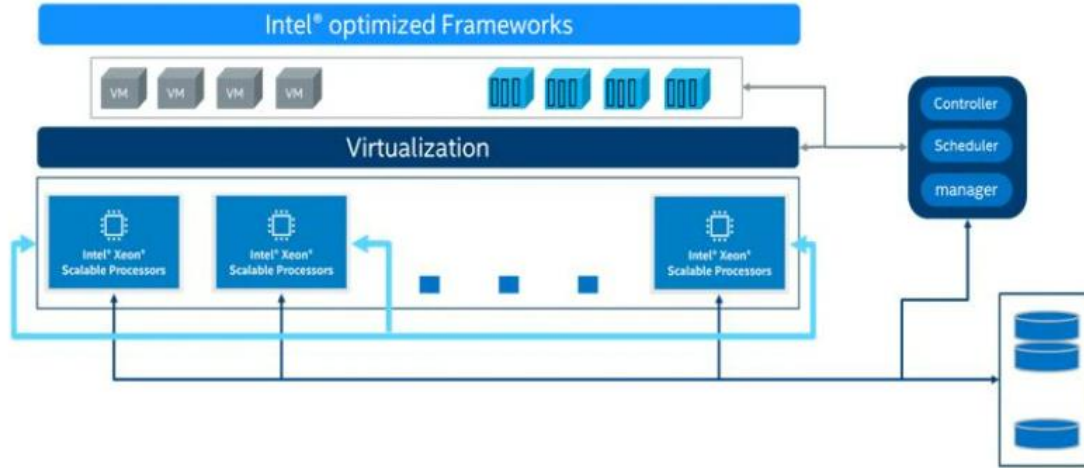 Intel® optimized Frameworks
VM
VM
VM
VM
Virtualization
Intel® Xeon®
Scalable Processors
Intel® Xeon®
Scalable Processors
Intel® Xeon®
Scalable Processors
Controller
Scheduler
manager